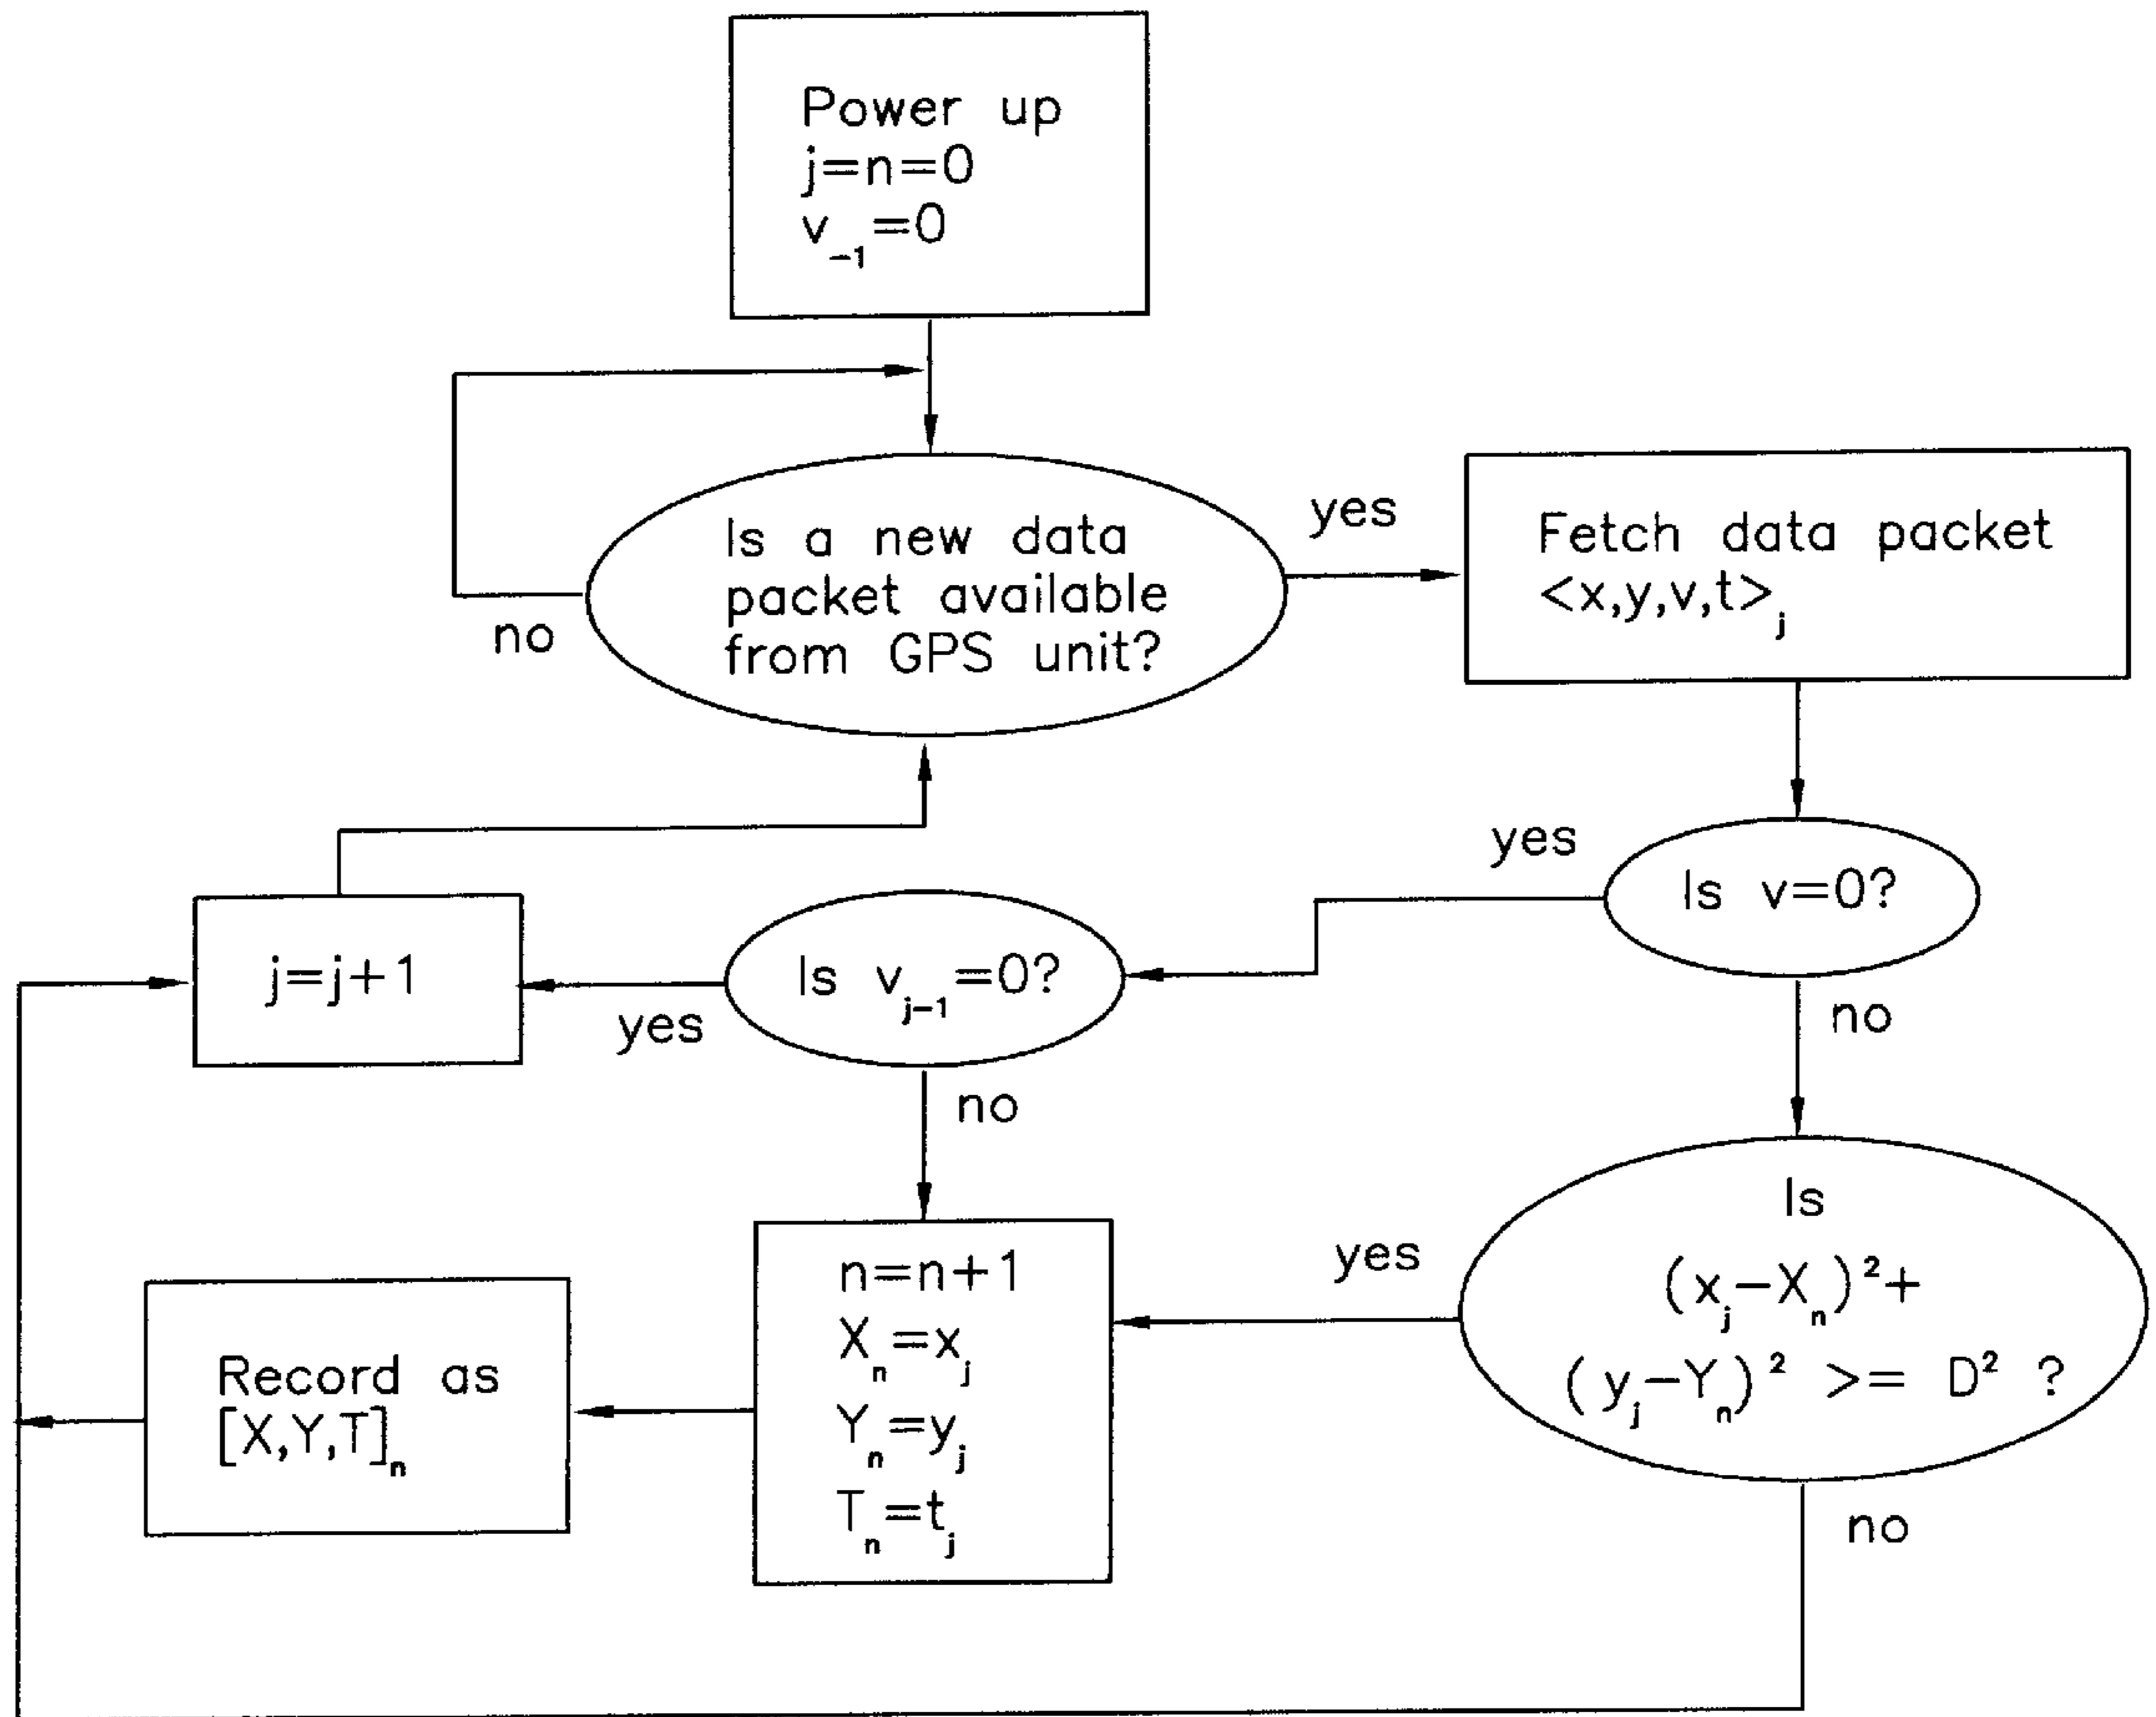 Power up
j=n=0
v₋₁=0
Is a new data
packet available
from GPS unit?
yes
no
Fetch data packet
<x,y,v,t>ⱼ
Is v=0?
yes
no
Is vⱼ₋₁=0?
yes
no
j=j+1
Is
(xⱼ-Xₙ)²+
(yⱼ-Yₙ)² >= D² ?
yes
no
n=n+1
Xₙ=xⱼ
Yₙ=yⱼ
Tₙ=tⱼ
Record as
[X,Y,T]ₙ